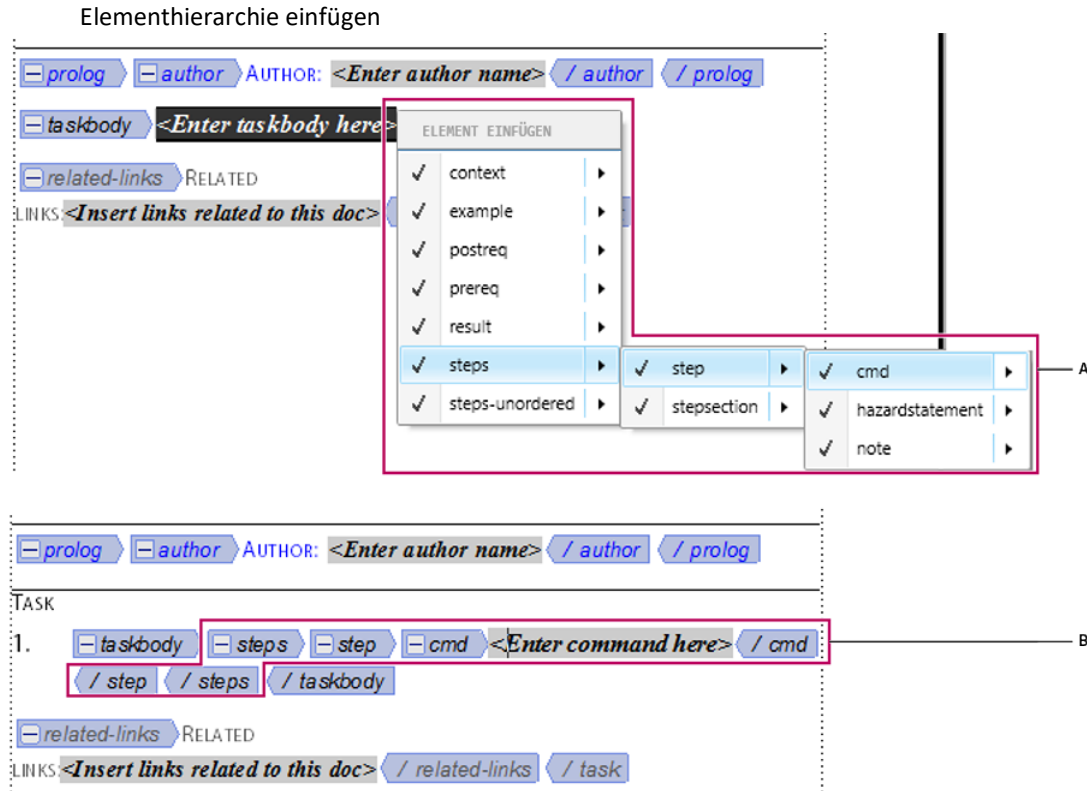 Elementhierarchie einfügen
prolog author AUTHOR: <Enter author name> / author / prolog
taskbody <Enter taskbody here>
ELEMENT EINFÜGEN
context
related-links RELATED
example
LINKS:<Insert links related to this doc>
postreq
prereq
result
steps step cmd A
steps-unordered stepsection hazardstatement
note
prolog author AUTHOR: <Enter author name> / author / prolog
TASK
1. taskbody steps step cmd <Enter command here> / cmd B
/ step / steps / taskbody
related-links RELATED
LINKS:<Insert links related to this doc> / related-links / task